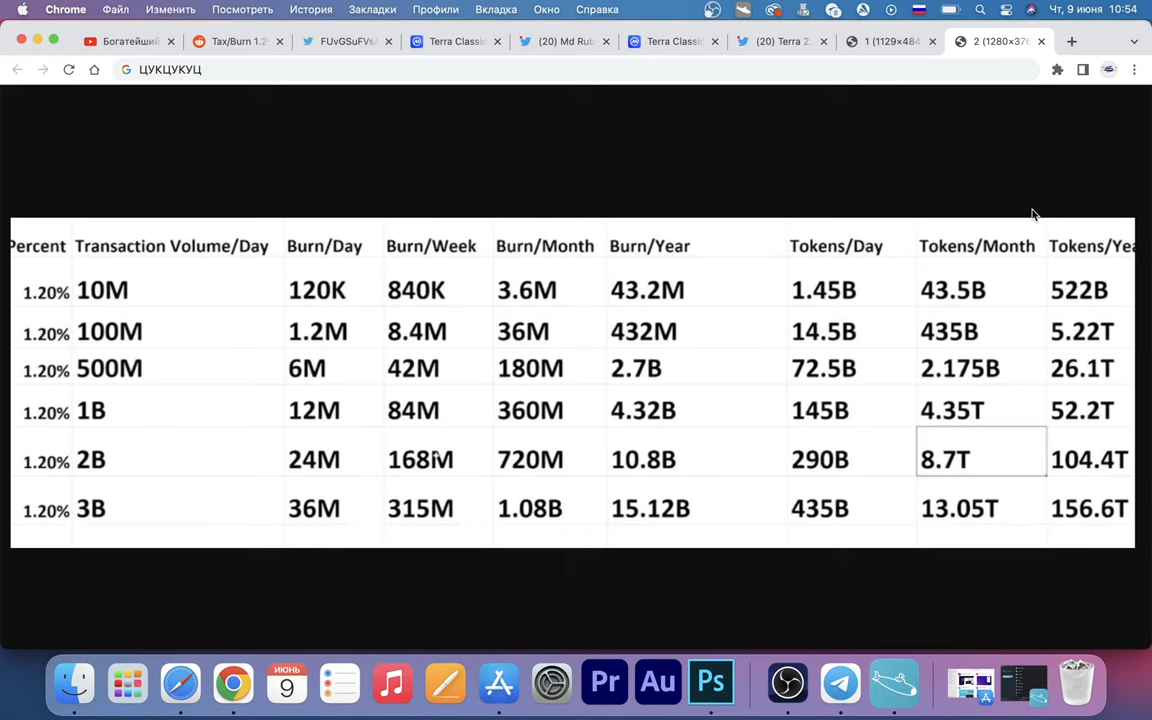 Chrome Файл Изменить Посмотреть История Закладки Профили Вкладка Окно Справка Чт, 9 июня 10:54
Богатейший Tax/Burn 1.2 FUvGSuFVsA Terra Classic (20) Md Rub Terra Classic (20) Terra 2. 1 (1129×484 2 (1280×376
ЦУКЦУКУЦ
Percent Transaction Volume/Day Burn/Day Burn/Week Burn/Month Burn/Year Tokens/Day Tokens/Month Tokens/Yea
1.20% 10M 120K 840K 3.6M 43.2M 1.45B 43.5B 522B
1.20% 100M 1.2M 8.4M 36M 432M 14.5B 435B 5.22T
1.20% 500M 6M 42M 180M 2.7B 72.5B 2.175B 26.1T
1.20% 1B 12M 84M 360M 4.32B 145B 4.35T 52.2T
1.20% 2B 24M 168M 720M 10.8B 290B 8.7T 104.4T
1.20% 3B 36M 315M 1.08B 15.12B 435B 13.05T 156.6T
ИЮНЬ
9
Pr Au Ps